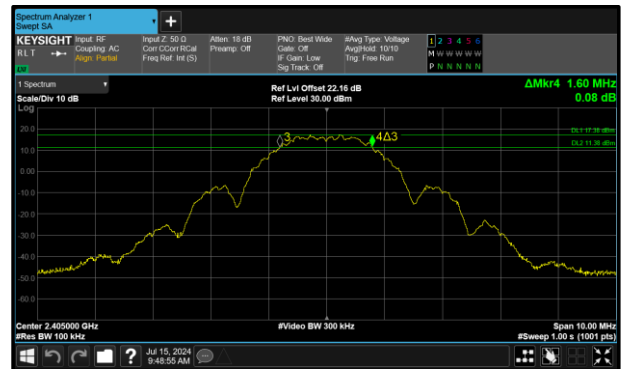 Spectrum Analyzer 1
Swept SA
+
KEYSIGHT Input: RF Input Z: 50 Ω Atten: 18 dB PNO: Best Wide #Avg Type: Voltage 1 2 3 4 5 6
RLT Coupling: AC Corr CCorr RCal Preamp: Off Gate: Off Avg|Hold: 10/10 M W W W W W
Align: Partial Freq Ref: Int (S) IF Gain: Low Trig: Free Run
Sig Track: Off P N N N N N
1 Spectrum
Scale/Div 10 dB
Ref Lvl Offset 22.16 dB
Ref Level 30.00 dBm
ΔMkr4 1.60 MHz
0.08 dB
Log
20.0
10.0
0.00
-10.0
-20.0
-30.0
-40.0
-50.0
-60.0
3
4Δ3
DL1 17.38 dBm
DL2 11.38 dBm
Center 2.405000 GHz #Video BW 300 kHz Span 10.00 MHz
#Res BW 100 kHz #Sweep 1.00 s (1001 pts)
? Jul 15, 2024
9:48:55 AM